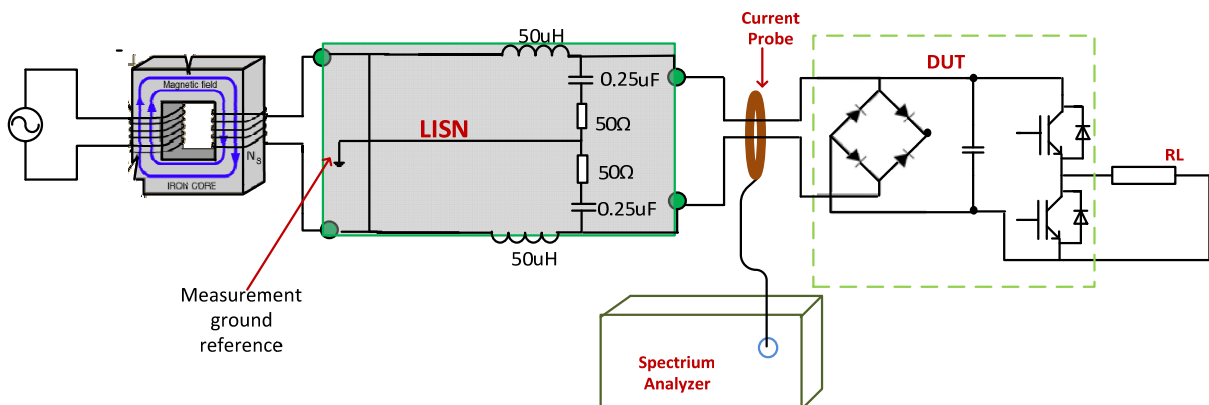 Current
Probe
50uH
DUT
Magnetic field
0.25uF
50Ω
LISN
RL
N S
50Ω
IRON CORE
0.25uF
50uH
Measurement
ground
reference
Spectrium
Analyzer